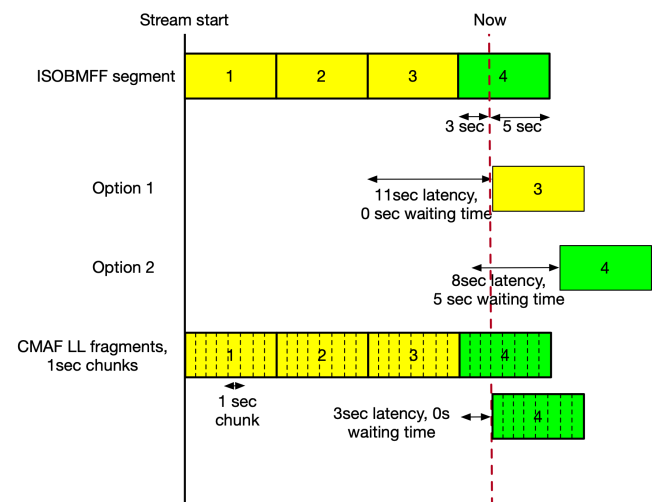 Stream start
Now
ISOBMFF segment
1
2
3
4
3 sec
5 sec
Option 1
11sec latency,
0 sec waiting time
3
Option 2
8sec latency,
5 sec waiting time
4
CMAF LL fragments,
1sec chunks
1
2
3
4
1 sec
chunk
3sec latency, 0s
waiting time
4